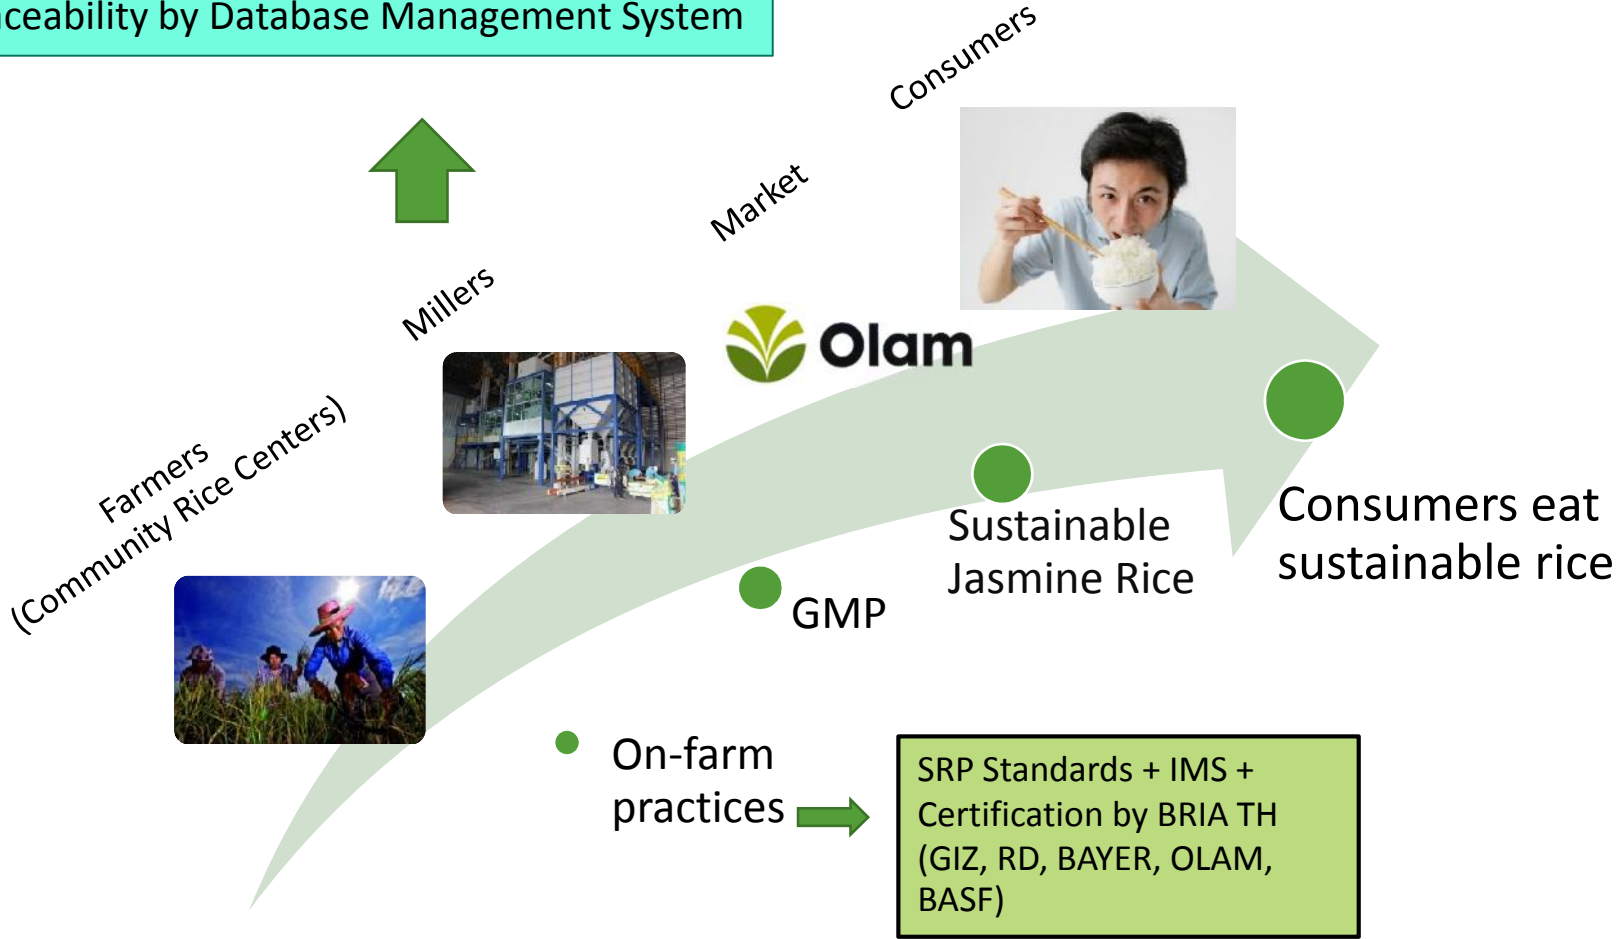 by Database Management System
Consumers
Market
Millers
Farmers
(Community Rice Centers)
Olam
Consumers eat
sustainable rice
Sustainable
Jasmine Rice
GMP
On-farm
practices
SRP Standards + IMS +
Certification by BRIA TH
(GIZ, RD, BAYER, OLAM,
BASF)